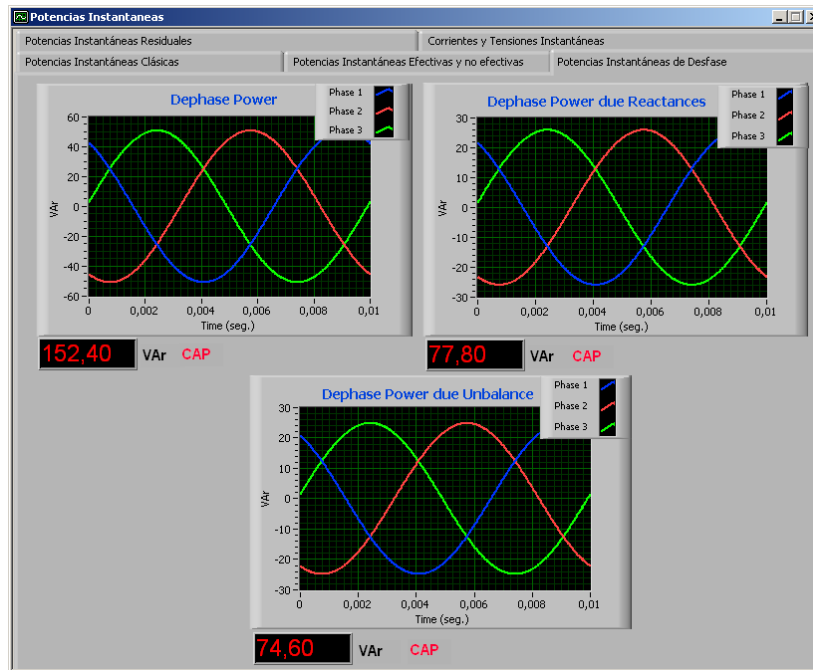 Potencias Instantaneas
Potencias Instantáneas Residuales
Corrientes y Tensiones Instantáneas
Potencias Instantáneas Clásicas
Potencias Instantáneas Efectivas y no efectivas
Potencias Instantáneas de Desfase
Dephase Power
Phase 1
Phase 2
Phase 3
60
40
20
0
-20
-40
-60
VAr
0 0,002 0,004 0,006 0,008 0,01
Time (seg.)
152,40 VAr CAP
Dephase Power due Reactances
Phase 1
Phase 2
Phase 3
30
20
10
0
-10
-20
-30
VAr
0 0,002 0,004 0,006 0,008 0,01
Time (seg.)
77,80 VAr CAP
Dephase Power due Unbalance
Phase 1
Phase 2
Phase 3
30
20
10
0
-10
-20
-30
VAr
0 0,002 0,004 0,006 0,008 0,01
Time (seg.)
74,60 VAr CAP